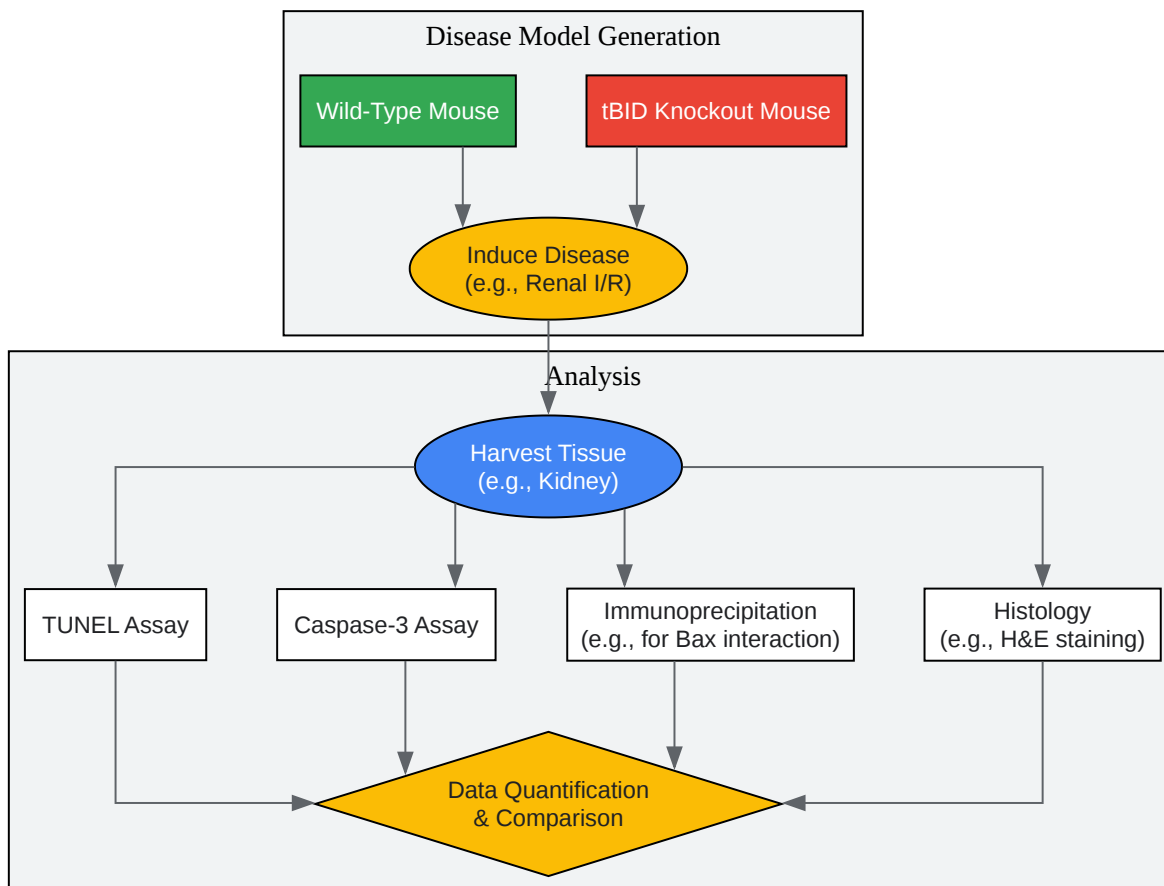 Disease Model Generation
Wild-Type Mouse
tBID Knockout Mouse
Induce Disease
(e.g., Renal I/R)
Analysis
Harvest Tissue
(e.g., Kidney)
TUNEL Assay
Caspase-3 Assay
Immunoprecipitation
(e.g., for Bax interaction)
Histology
(e.g., H&E staining)
Data Quantification
& Comparison